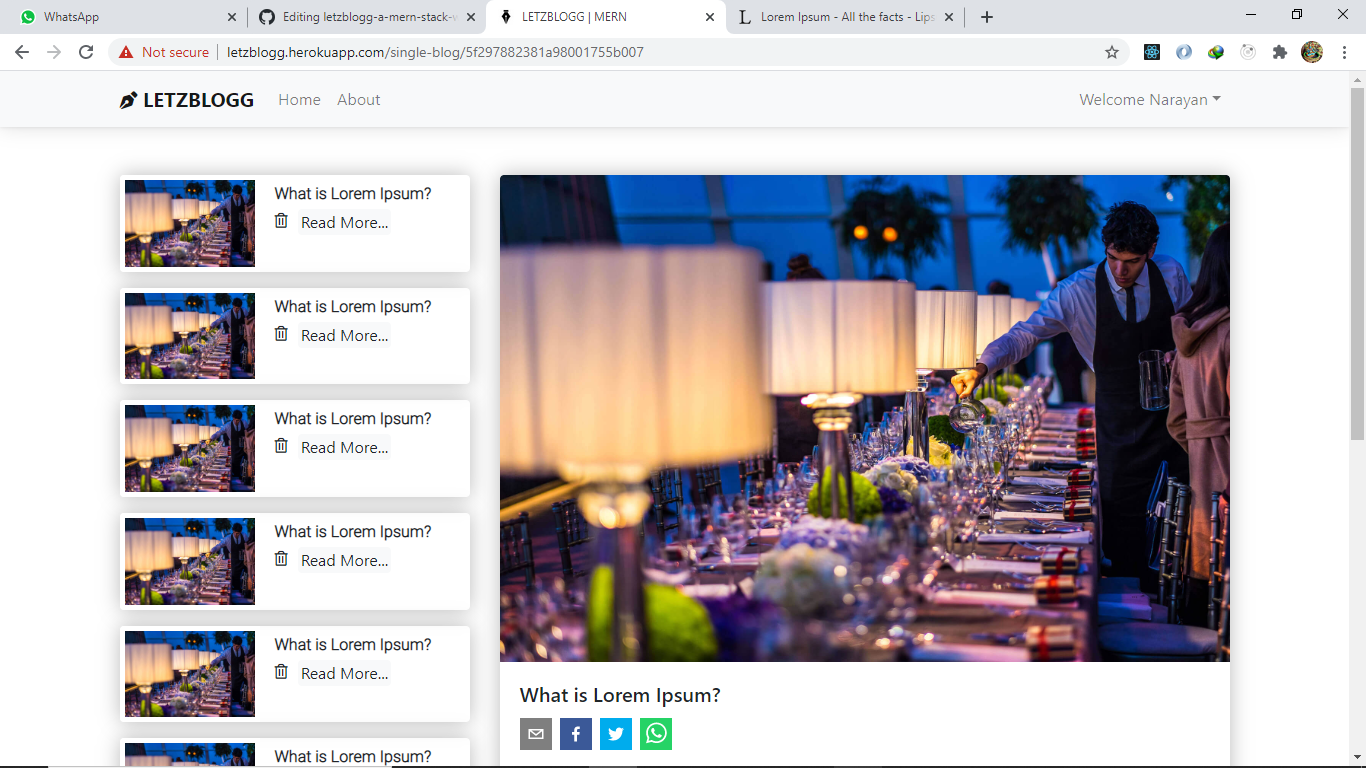 WhatsApp
Editing letzblogg-a-mern-stack-w
LETZBLOGG | MERN
Lorem Ipsum - All the facts - Lips
Not secure
letzblogg.herokuapp.com/single-blog/5f297882381a98001755b007
LETZBLOGG
Home
About
Welcome Narayan
What is Lorem Ipsum?
Read More...
What is Lorem Ipsum?
Read More...
What is Lorem Ipsum?
Read More...
What is Lorem Ipsum?
Read More...
What is Lorem Ipsum?
Read More...
What is Lorem Ipsum?
What is Lorem Ipsum?